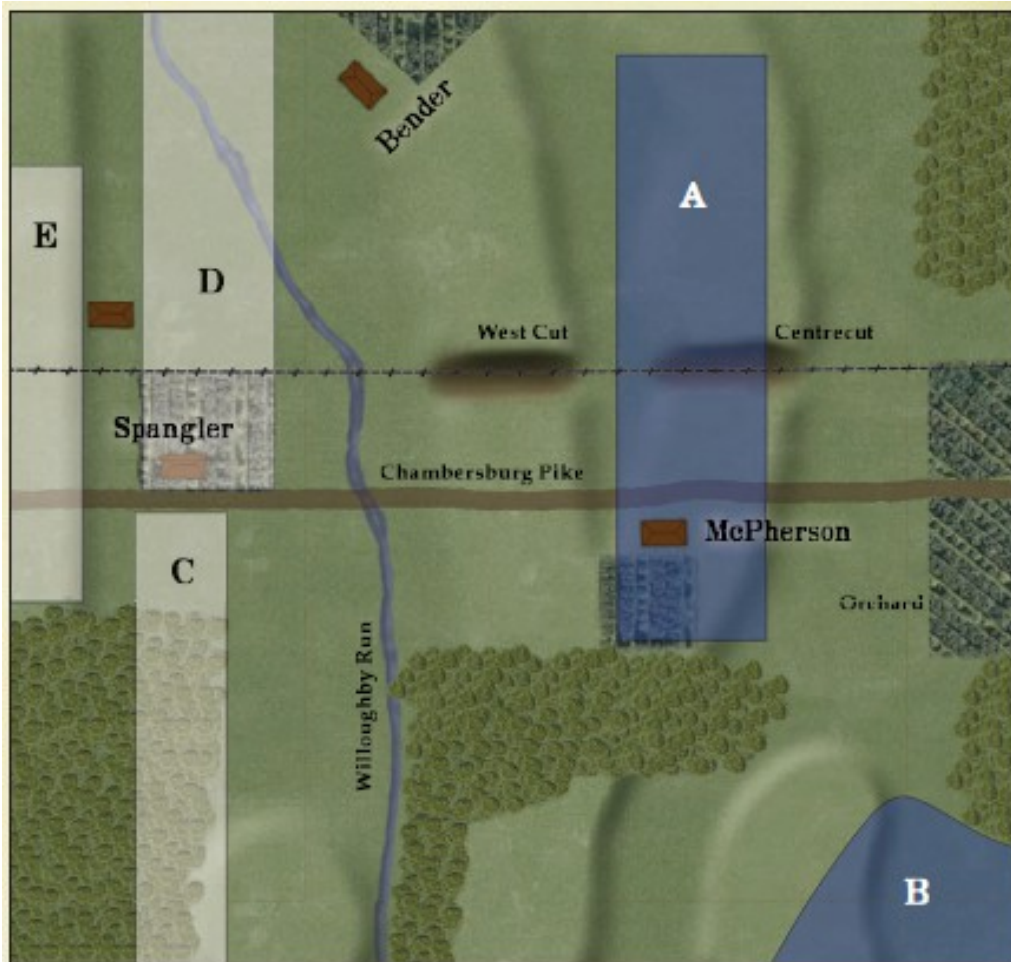 Bender
A
E
D
West Cut
Centrecut
Spangler
Chambersburg Pike
McPherson
C
Orchard
Willoughby Run
B